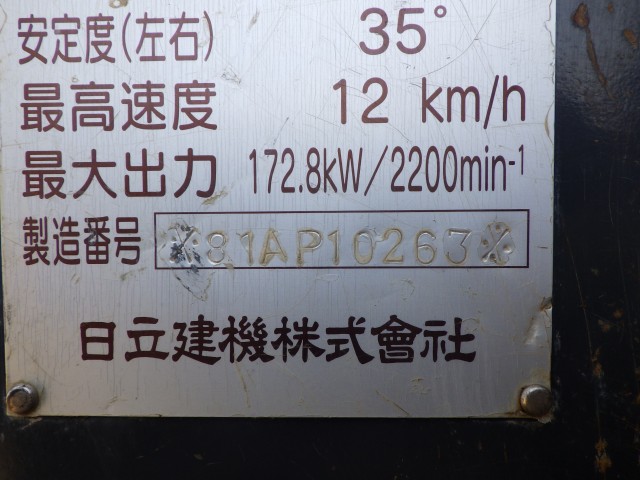 安定度(左右) 35°
最高速度 12 km/h
最大出力 172.8kW/2200min-1
製造番号 ※81AP10263※
日立建機株式會社